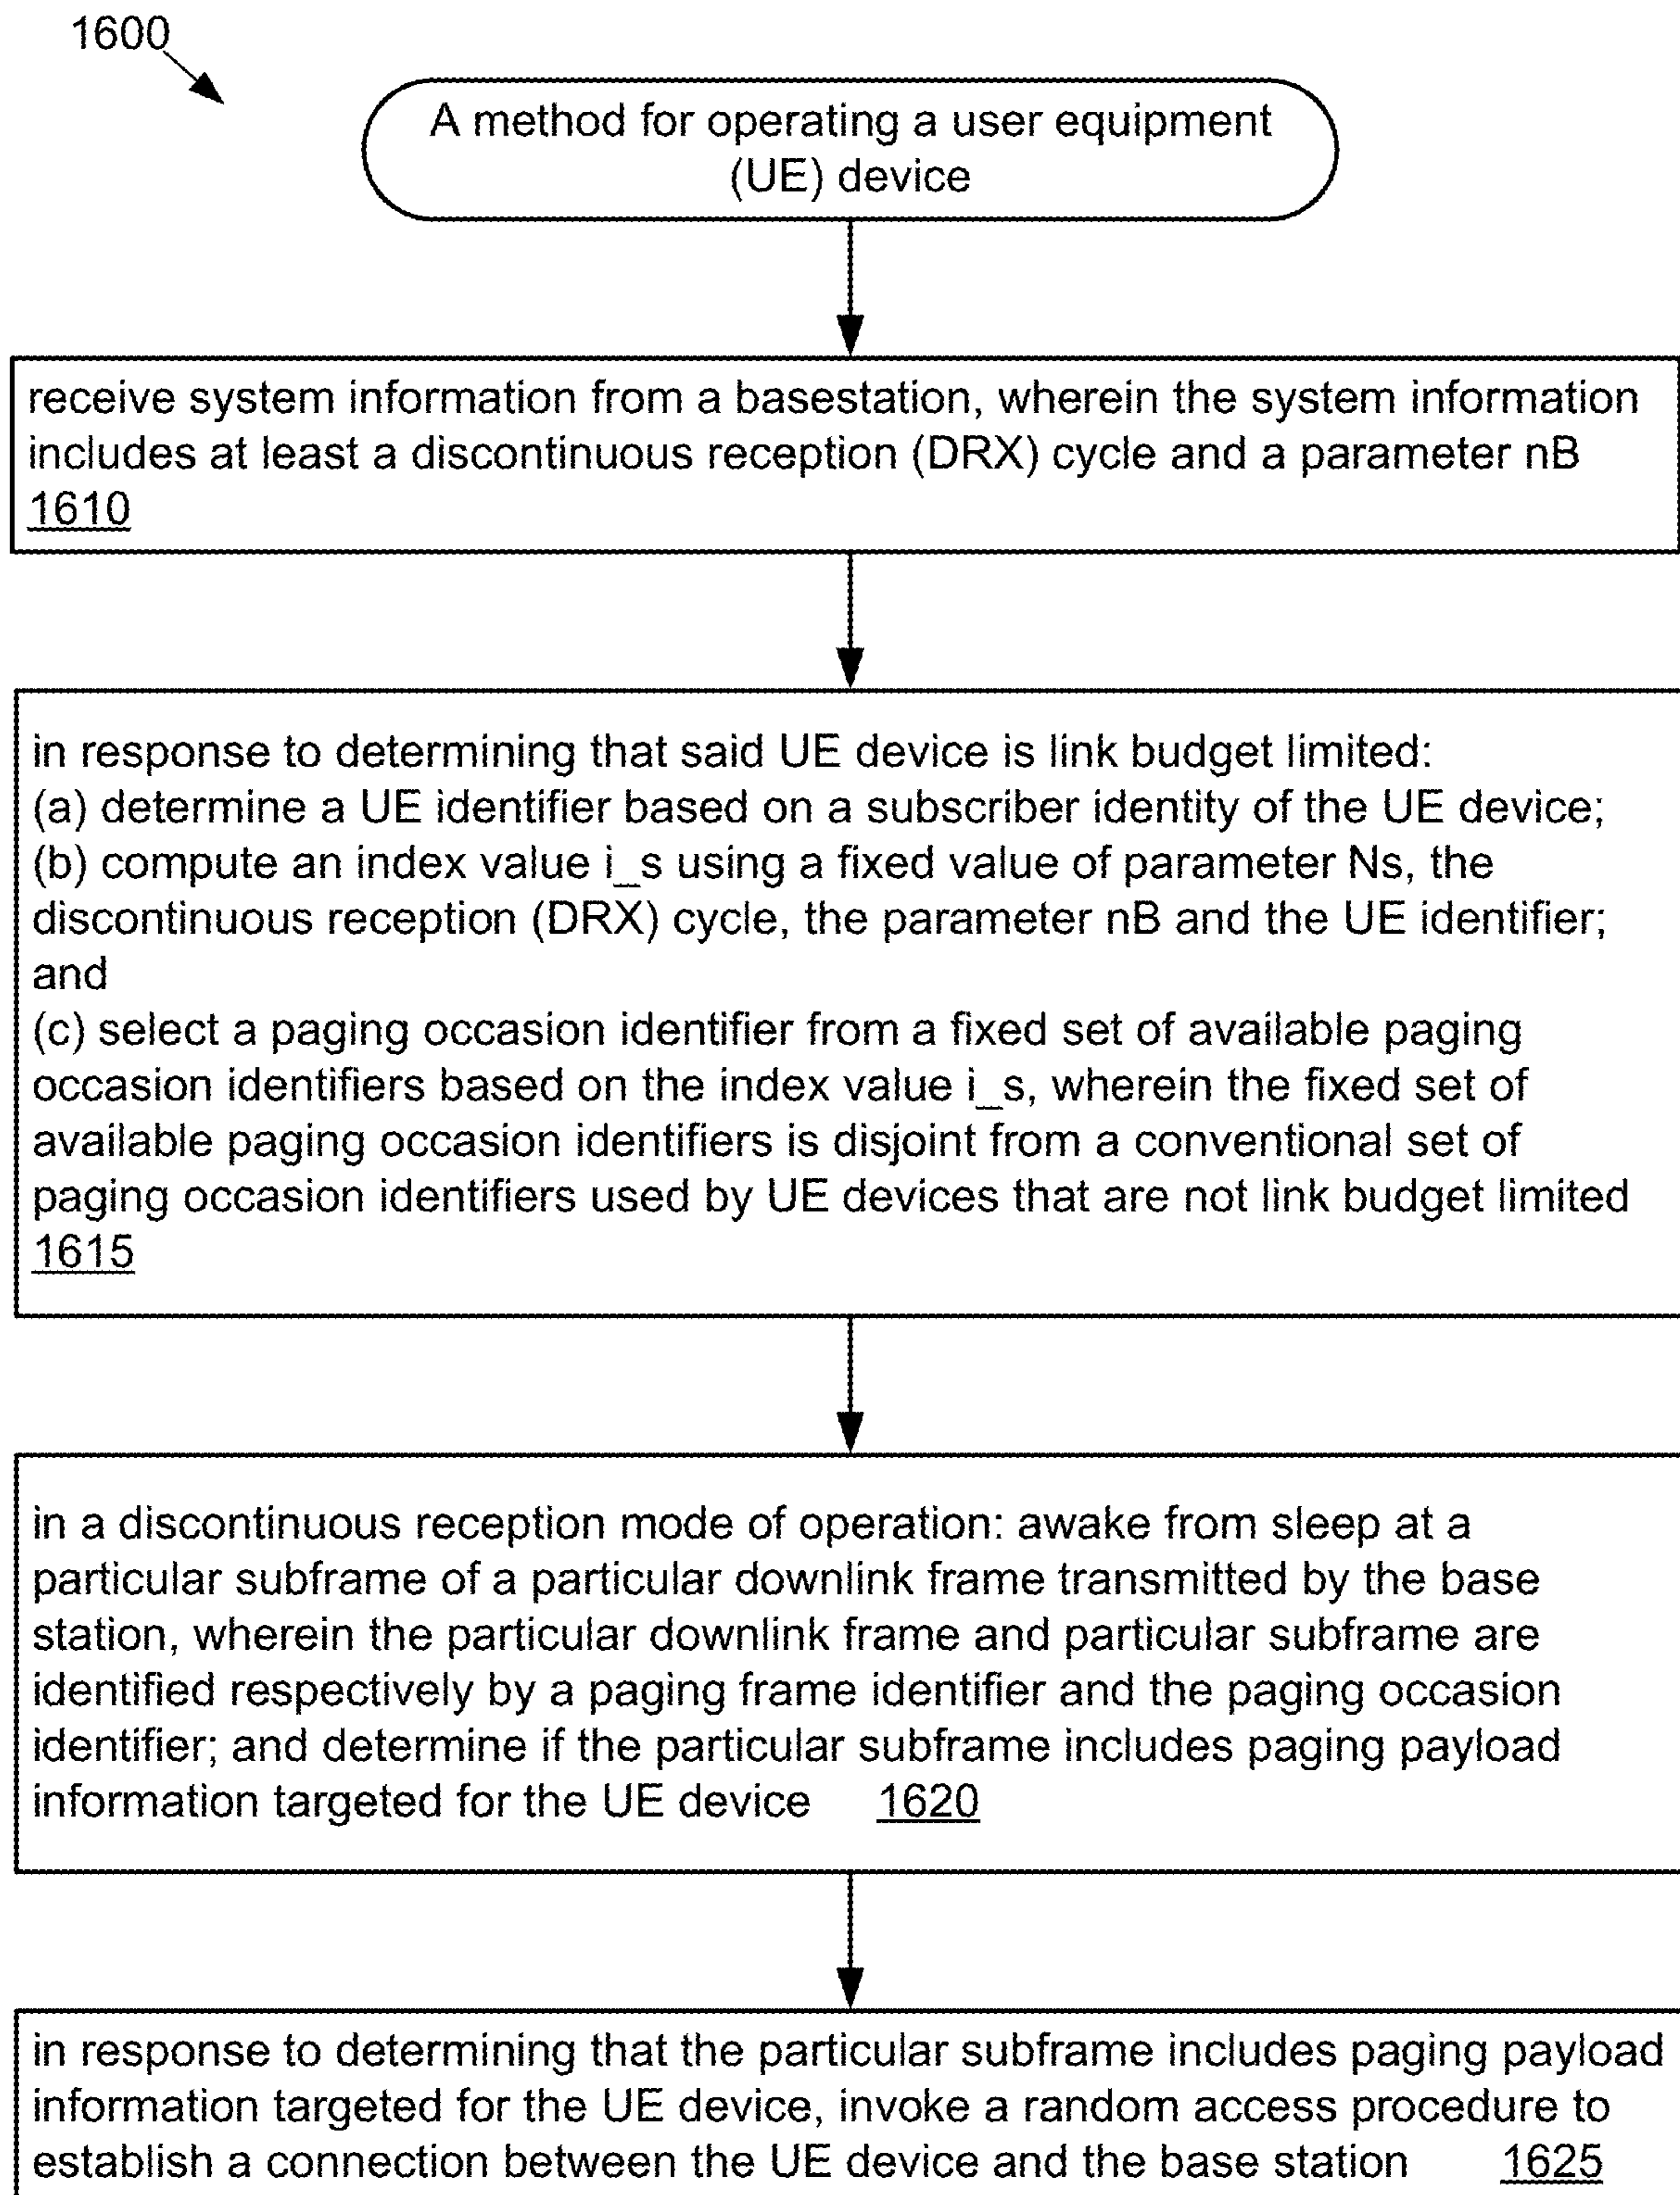 1600
A method for operating a user equipment
(UE) device
receive system information from a basestation, wherein the system information
includes at least a discontinuous reception (DRX) cycle and a parameter nB
1610
in response to determining that said UE device is link budget limited:
(a) determine a UE identifier based on a subscriber identity of the UE device;
(b) compute an index value i_s using a fixed value of parameter Ns, the
discontinuous reception (DRX) cycle, the parameter nB and the UE identifier;
and
(c) select a paging occasion identifier from a fixed set of available paging
occasion identifiers based on the index value i_s, wherein the fixed set of
available paging occasion identifiers is disjoint from a conventional set of
paging occasion identifiers used by UE devices that are not link budget limited
1615
in a discontinuous reception mode of operation: awake from sleep at a
particular subframe of a particular downlink frame transmitted by the base
station, wherein the particular downlink frame and particular subframe are
identified respectively by a paging frame identifier and the paging occasion
identifier; and determine if the particular subframe includes paging payload
information targeted for the UE device 1620
in response to determining that the particular subframe includes paging payload
information targeted for the UE device, invoke a random access procedure to
establish a connection between the UE device and the base station 1625